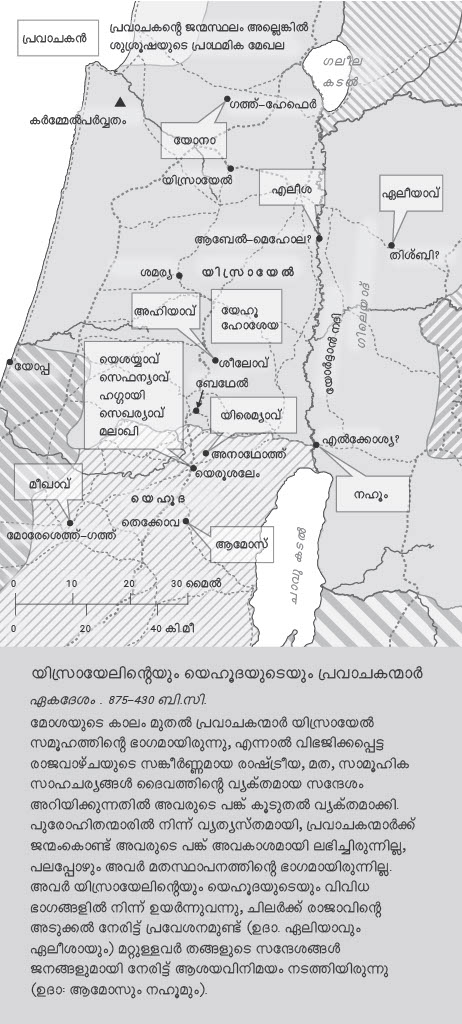 പ്രവാചകൻ
പ്രവാചകന്റെ ജന്മസ്ഥലം അല്ലെങ്കിൽ
ശുശ്രൂഷയുടെ പ്രാഥമിക മേഖല
ഗലീല
കടൽ
ഗത്ത്-ഹേഫെർ
കർമ്മേൽപർവ്വതം
യോനാ
യിസ്രായേൽ
എലീശ
ഏലീയാവ്
ആബേൽ-മെഹോല?
തിശ്ബി?
ശമര്യ
യിസ്രായേൽ
ഗിലെയാദ്
അഹിയാവ്
യേഹൂ
ഹോശേയ
യോർദ്ദാൻ നദി
യോപ്പ
യെശയ്യാവ്
സെഫന്യാവ്
ഹഗ്ഗായി
സെഖര്യാവ്
മലാഖി
ശീലോവ്
ബേഥേൽ
യിരെമ്യാവ്
എൽക്കോശ്യ?
അനാഥോത്ത്
യെരൂശലേം
മീഖാവ്
നഹൂം
യെഹൂദ
തെക്കോവ
മോരേശെത്ത്-ഗത്ത്
ആമോസ്
ചാവു കടൽ
0 10 20 30 മൈൽ
0 20 40 കി.മീ
യിസ്രായേലിന്റെയും യെഹൂദയുടെയും പ്രവാചകന്മാർ
ഏകദേശം . 875–430 ബി.സി.
മോശയുടെ കാലം മുതൽ പ്രവാചകന്മാർ യിസ്രായേൽ
സമൂഹത്തിന്റെ ഭാഗമായിരുന്നു, എന്നാൽ വിഭജിക്കപ്പെട്ട
രാജവാഴ്ചയുടെ സങ്കീർണ്ണമായ രാഷ്ട്രീയ, മത, സാമൂഹിക
സാഹചര്യങ്ങൾ ദൈവത്തിന്റെ വ്യക്തമായ സന്ദേശം
അറിയിക്കുന്നതിൽ അവരുടെ പങ്ക് കൂടുതൽ വ്യക്തമാക്കി.
പുരോഹിതന്മാരിൽ നിന്ന് വ്യത്യസ്തമായി, പ്രവാചകന്മാർക്ക്
ജന്മംകൊണ്ട് അവരുടെ പങ്ക് അവകാശമായി ലഭിച്ചിരുന്നില്ല,
പലപ്പോഴും അവർ മതസ്ഥാപനത്തിന്റെ ഭാഗമായിരുന്നില്ല.
അവർ യിസ്രായേലിന്റെയും യെഹൂദയുടെയും വിവിധ
ഭാഗങ്ങളിൽ നിന്ന് ഉയർന്നുവന്നു, ചിലർക്ക് രാജാവിന്റെ
അടുക്കൽ നേരിട്ട് പ്രവേശനമുണ്ട് (ഉദാ. ഏലിയാവും
ഏലീശായും) മറ്റുള്ളവർ തങ്ങളുടെ സന്ദേശങ്ങൾ
ജനങ്ങളുമായി നേരിട്ട് ആശയവിനിമയം നടത്തിയിരുന്നു
(ഉദാ: ആമോസും നഹൂമും).